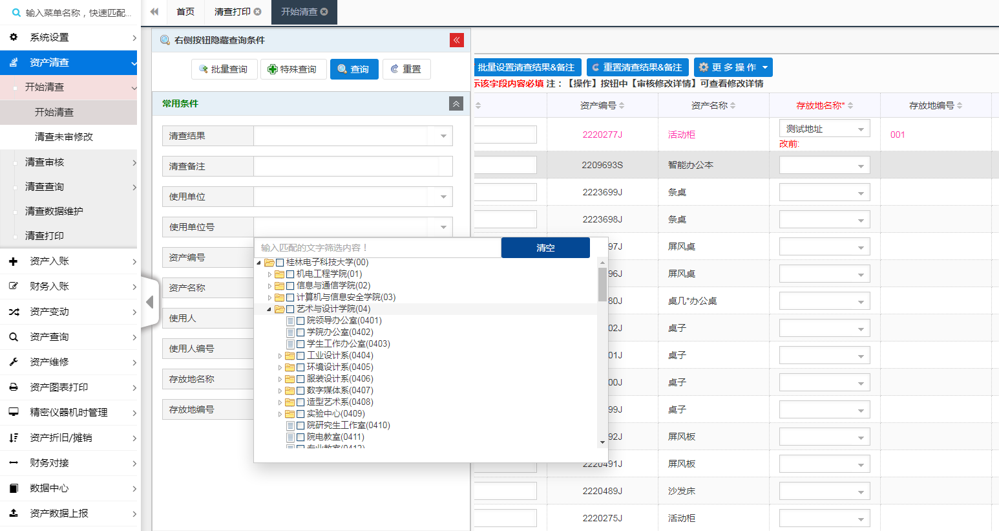 输入菜单名称，快速匹配...
系统设置
资产清查
开始清查
开始清查
清查未审修改
清查审核
清查查询
清查数据维护
清查打印
资产入账
财务入账
资产变动
资产查询
资产维修
资产图表打印
精密仪器机时管理
资产折旧/摊销
财务对接
数据中心
资产数据上报
首页 清查打印 开始清查
右侧按钮隐藏查询条件
批量查询 特殊查询 查询 重置
常用条件
清查结果
清查备注
使用单位
使用单位号
资产编号
资产名称
使用人
使用人编号
存放地名称
存放地编号
输入匹配的文字筛选内容！ 清空
桂林电子科技大学(00)
机电工程学院(01)
信息与通信学院(02)
计算机与信息安全学院(03)
艺术与设计学院(04)
院领导办公室(0401)
学院办公室(0402)
学生工作办公室(0403)
工业设计系(0404)
环境设计系(0405)
服装设计系(0406)
数字媒体系(0407)
造型艺术系(0408)
实验中心(0409)
院研究生工作室(0410)
院电教室(0411)
专业教室(0412)
批量设置清查结果&备注 重置清查结果&备注 更多操作
示该字段内容必填 注：【操作】按钮中【审核修改详情】可查看修改详情
资产编号 资产名称 存放地名称* 存放地编号
2220277J 活动柜 测试地址 001
改前:
2209693S 智能办公本
2223699J 条桌
2223698J 条桌
97J 屏风桌
96J 屏风桌
80J 桌几*办公桌
02J 桌子
01J 桌子
00J 桌子
99J 桌子
92J 屏风板
2220491J 屏风板
2220489J 沙发床
2220275J 活动柜